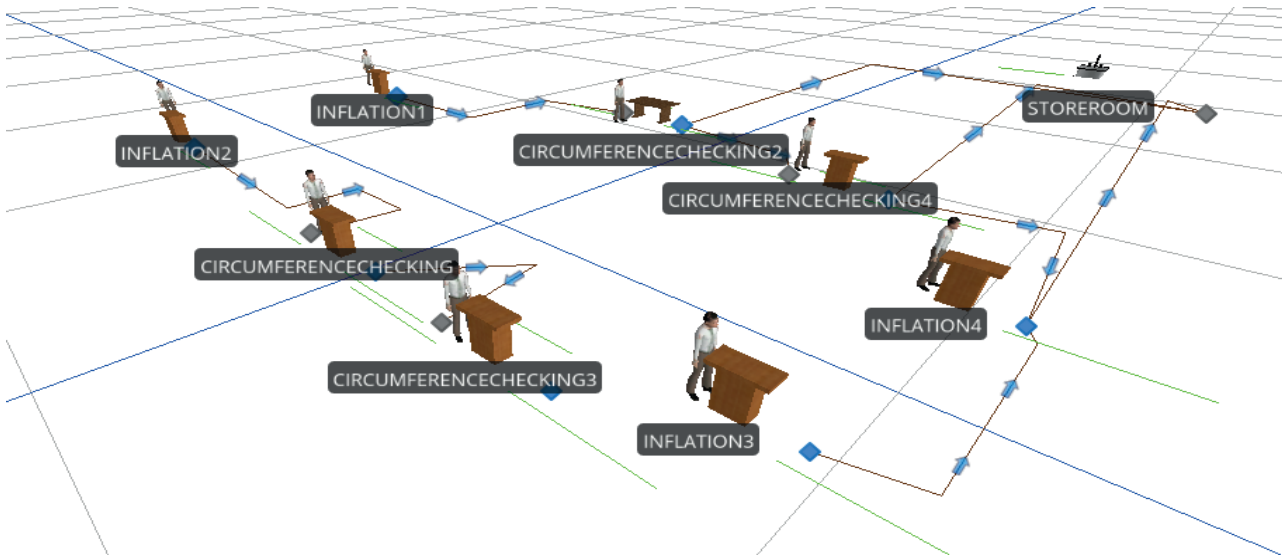 STOREROOM
INFLATION1
INFLATION2
CIRCUMFERENCECHECKING2
CIRCUMFERENCECHECKING4
CIRCUMFERENCECHECKING
INFLATION4
CIRCUMFERENCECHECKING3
INFLATION3